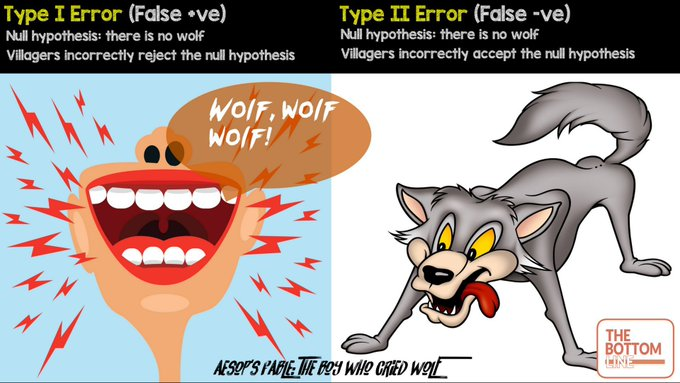 Type I Error (False +ve)
Null hypothesis: there is no wolf
Villagers incorrectly reject the null hypothesis
Type II Error (False -ve)
Null hypothesis: there is no wolf
Villagers incorrectly accept the null hypothesis
WOLF, WOLF
WOLF!
AESOP'S FABLE: THE BOY WHO CRIED WOLF
THE
BOTTOM
LINE